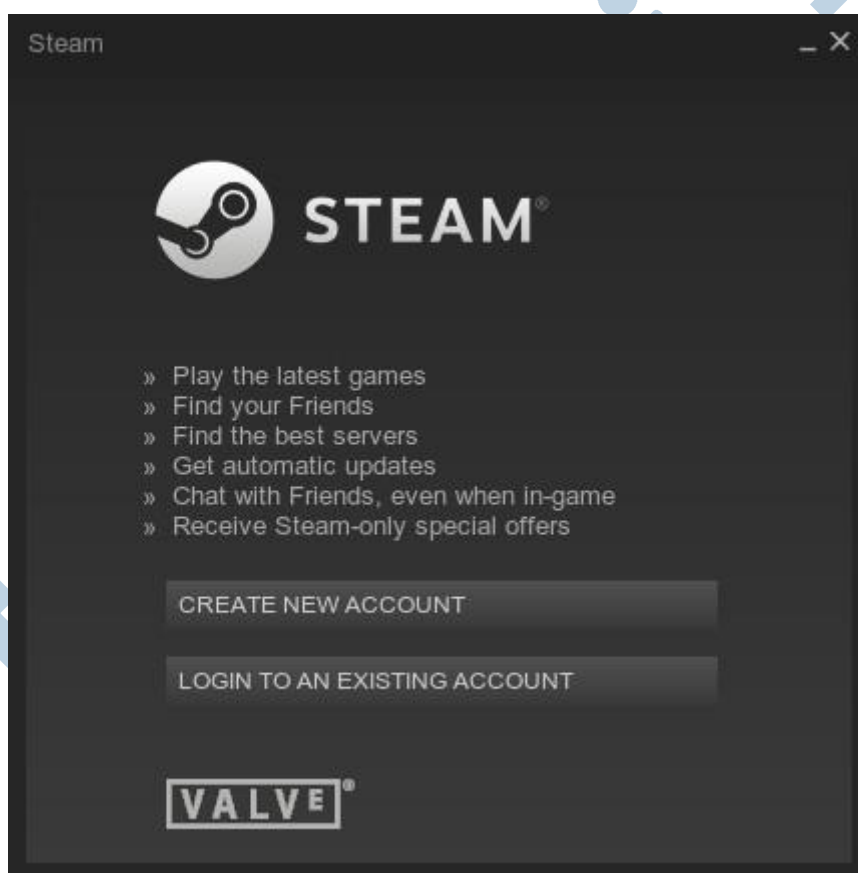 Steam
STEAM®
» Play the latest games
» Find your Friends
» Find the best servers
» Get automatic updates
» Chat with Friends, even when in-game
» Receive Steam-only special offers
CREATE NEW ACCOUNT
LOGIN TO AN EXISTING ACCOUNT
VALVE®